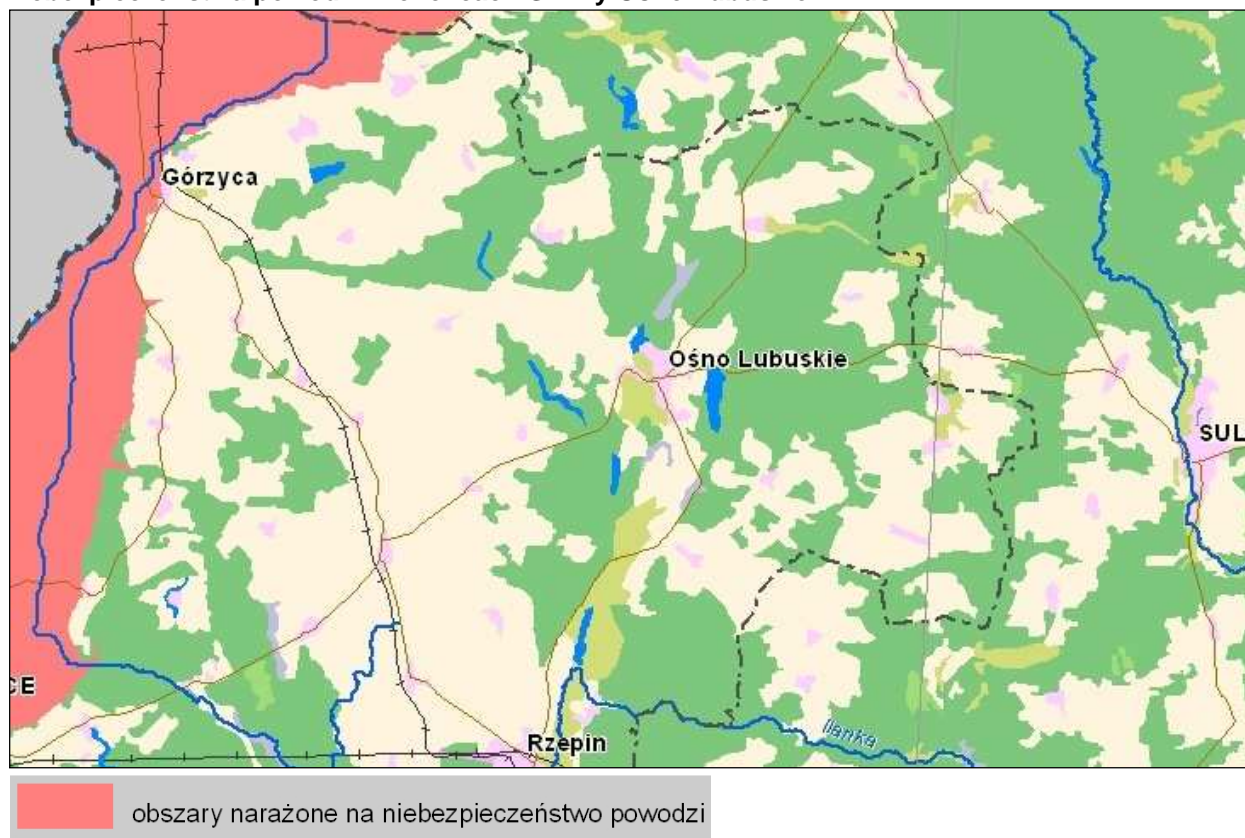 Górzyca
Ośno Lubuskie
SUL
CE
Rzepin
Ilanka
obszary narażone na niebezpieczeństwo powodzi